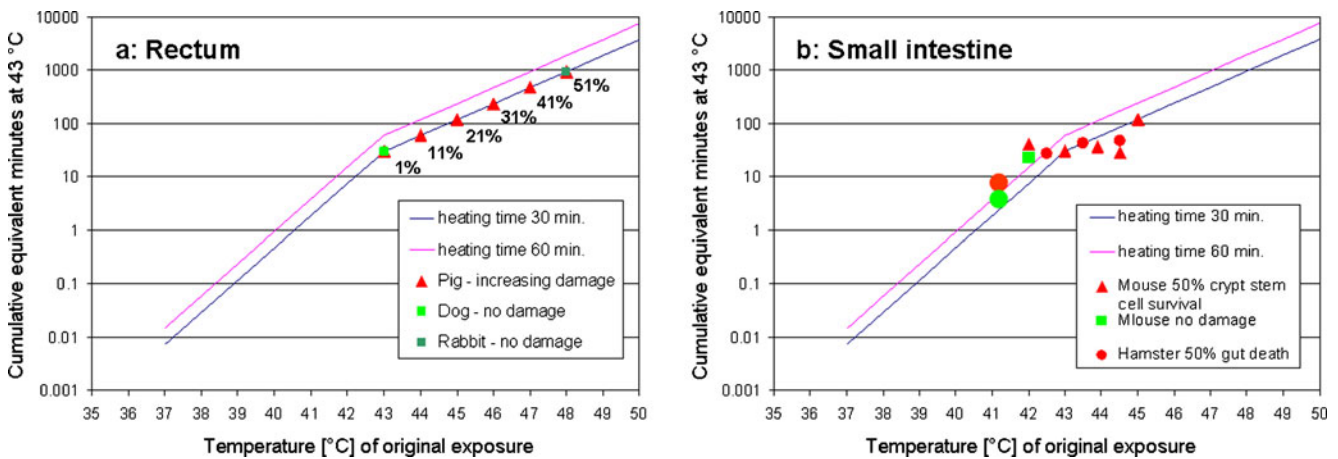 a: Rectum
Cumulative equivalent minutes at 43 °C
10000
1000
100
10
1
0.1
0.01
0.001
51%
41%
31%
21%
11%
1%
heating time 30 min.
heating time 60 min.
Pig - increasing damage
Dog - no damage
Rabbit - no damage
35 36 37 38 39 40 41 42 43 44 45 46 47 48 49 50
Temperature [°C] of original exposure
b: Small intestine
Cumulative equivalent minutes at 43 °C
10000
1000
100
10
1
0.1
0.01
0.001
heating time 30 min.
heating time 60 min.
Mouse 50% crypt stem
cell survival
Mouse no damage
Hamster 50% gut death
35 36 37 38 39 40 41 42 43 44 45 46 47 48 49 50
Temperature [°C] of original exposure